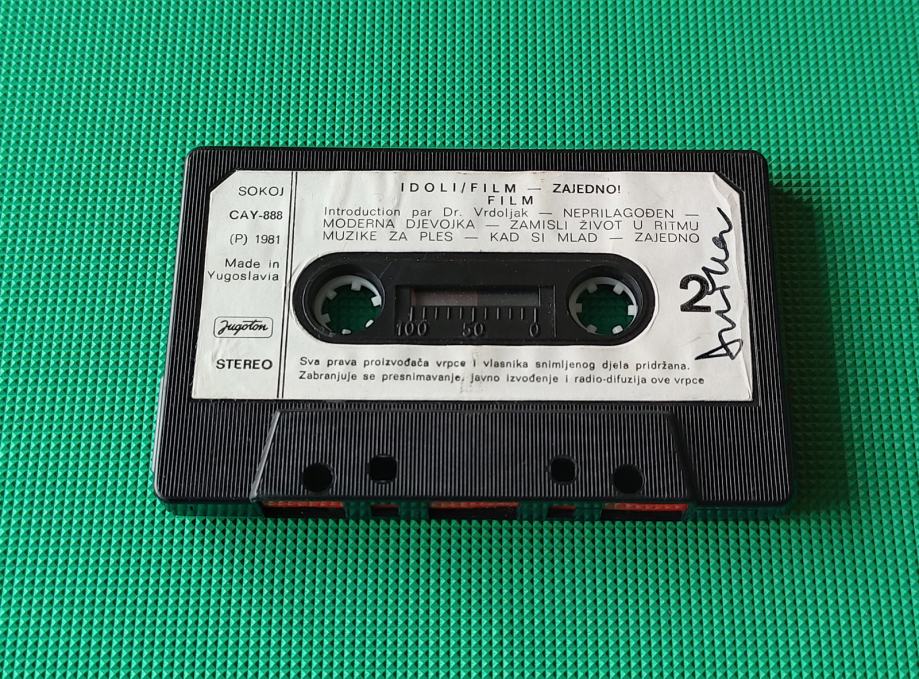 SOKOJ
CAY-888
(P) 1981
Made in
Yugoslavia
Jugoton
STEREO
IDOLI/FILM — ZAJEDNO!
FILM
Introduction par Dr. Vrdoljak — NEPRILAGOĐEN —
MODERNA DJEVOJKA — ZAMISLI ŽIVOT U RITMU
MUZIKE ZA PLES — KAD SI MLAD — ZAJEDNO
2
100 50 0
Sva prava proizvođača vrpce i vlasnika snimljenog djela pridržana.
Zabranjuje se presnimavanje, javno izvođenje i radio-difuzija ove vrpce